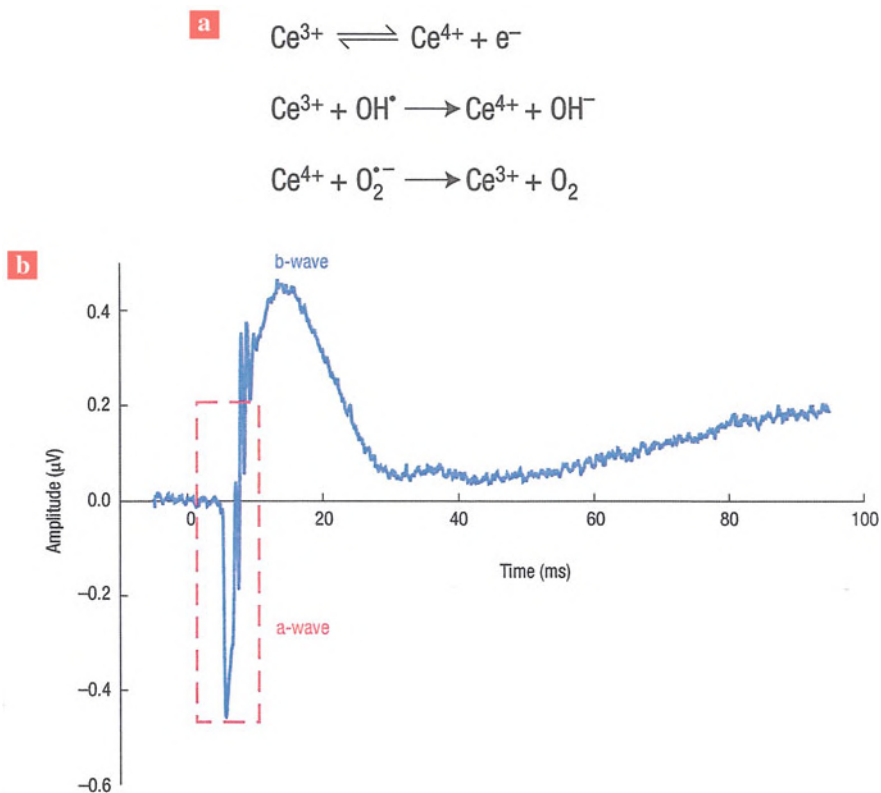 a
Ce³⁺ ⇌ Ce⁴⁺ + e⁻
Ce³⁺ + OH• ⟶ Ce⁴⁺ + OH⁻
Ce⁴⁺ + O₂•⁻ ⟶ Ce³⁺ + O₂
b
b-wave
0.4
0.2
0.0
−0.2
−0.4
−0.6
Amplitude (μV)
0 20 40 60 80 100
Time (ms)
a-wave